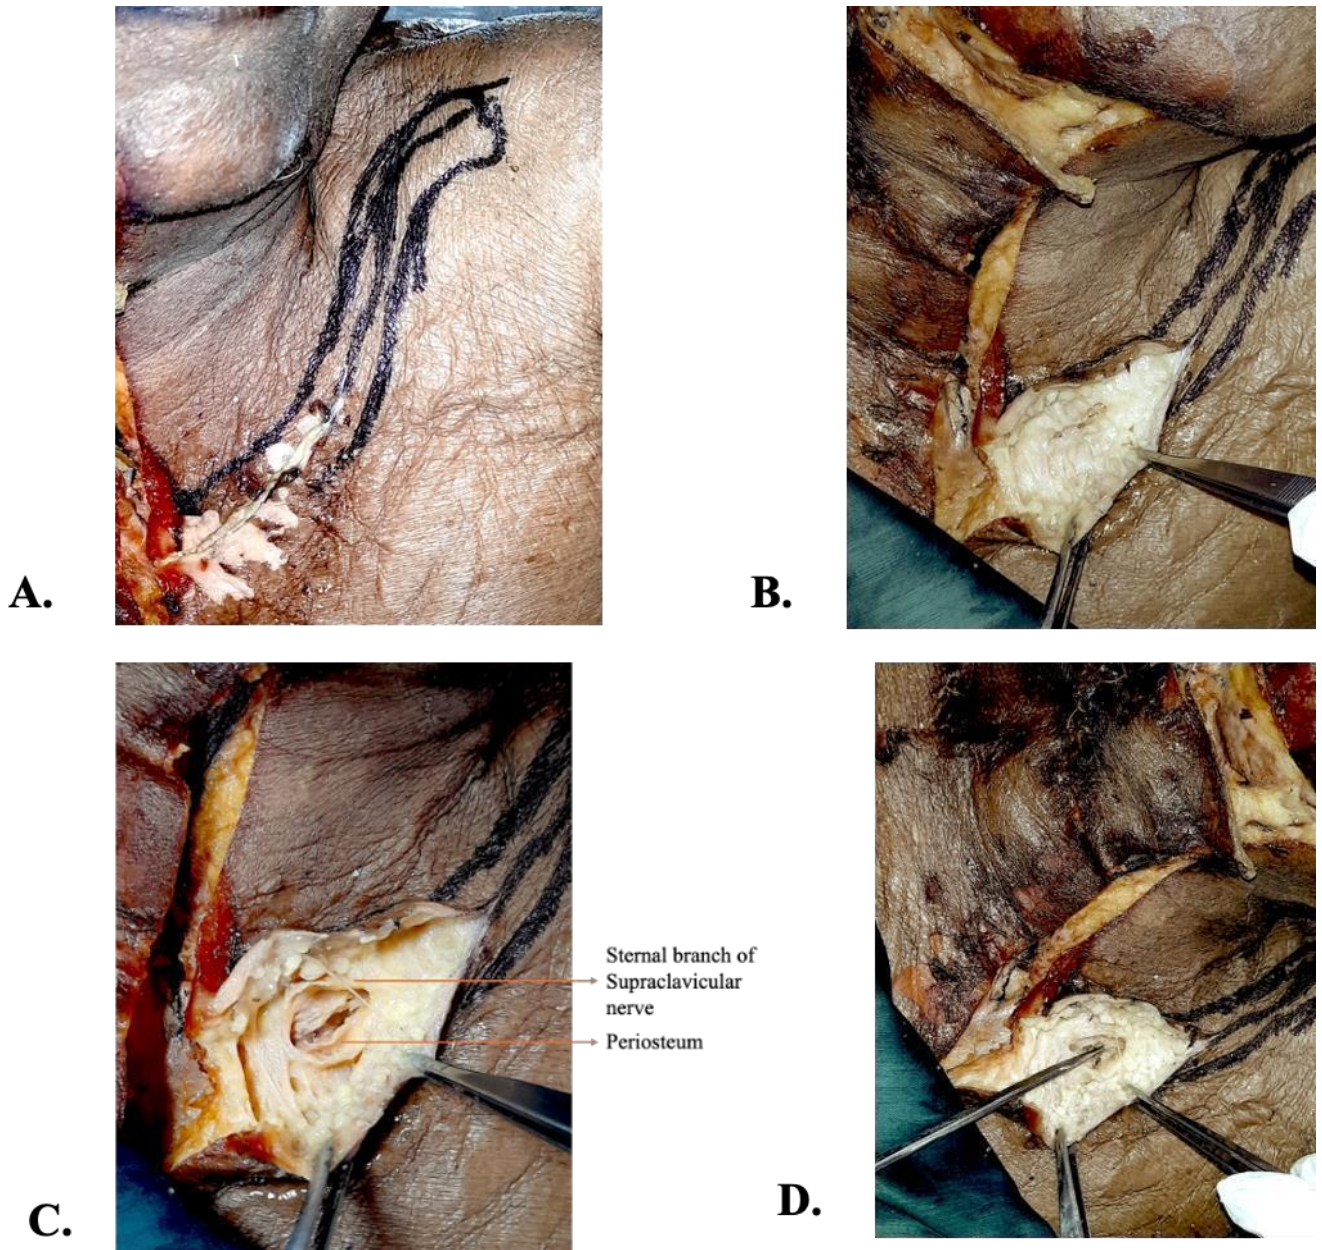 A.
B.
Sternal branch of
Supraclavicular
nerve
Periosteum
C.
D.